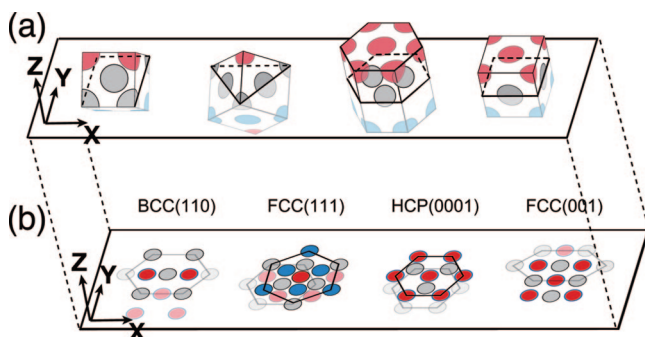 (a)
Z
Y
X
BCC(110) FCC(111) HCP(0001) FCC(001)
(b)
Z
Y
X